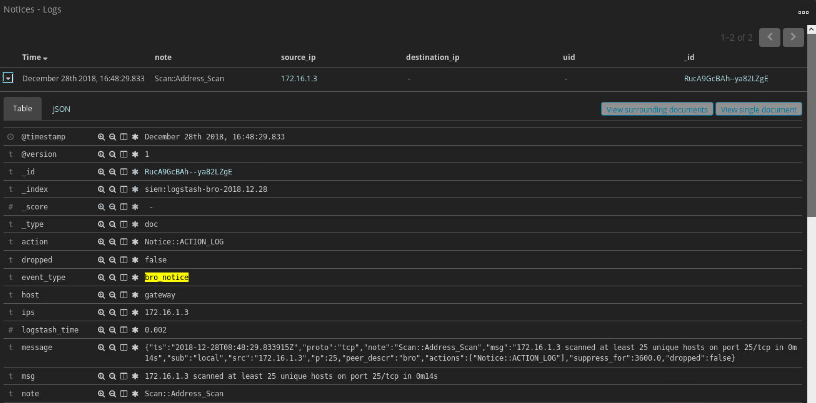 Notices - Logs
1–2 of 2
Time note source_ip destination_ip uid _id
December 28th 2018, 16:48:29.833 Scan::Address_Scan 172.16.1.3 - - RucA9GcBAh--ya82LZgE
Table JSON View surrounding documents View single document
@timestamp December 28th 2018, 16:48:29.833
t @version 1
t _id RucA9GcBAh--ya82LZgE
t _index siem:logstash-bro-2018.12.28
# _score -
t _type doc
t action Notice::ACTION_LOG
t dropped false
t event_type bro_notice
t host gateway
t ips 172.16.1.3
# logstash_time 0.002
t message {"ts":"2018-12-28T08:48:29.833915Z","proto":"tcp","note":"Scan::Address_Scan","msg":"172.16.1.3 scanned at least 25 unique hosts on port 25/tcp in 0m
14s","sub":"local","src":"172.16.1.3","p":25,"peer_descr":"bro","actions":["Notice::ACTION_LOG"],"suppress_for":3600.0,"dropped":false}
t msg 172.16.1.3 scanned at least 25 unique hosts on port 25/tcp in 0m14s
t note Scan::Address_Scan